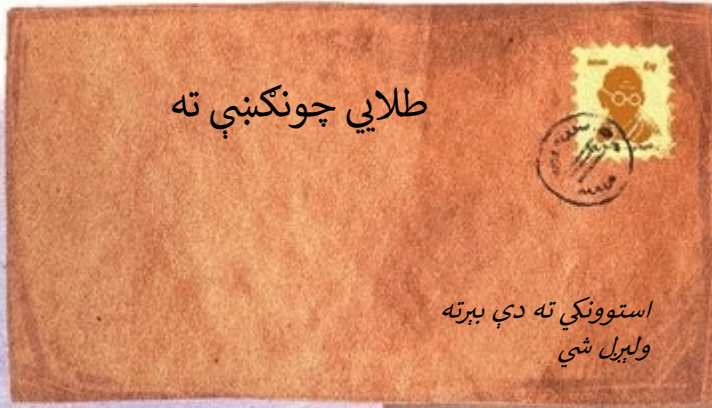 طلايي چونګښې ته
استوونکي ته دې بېرته
ولېږل شي